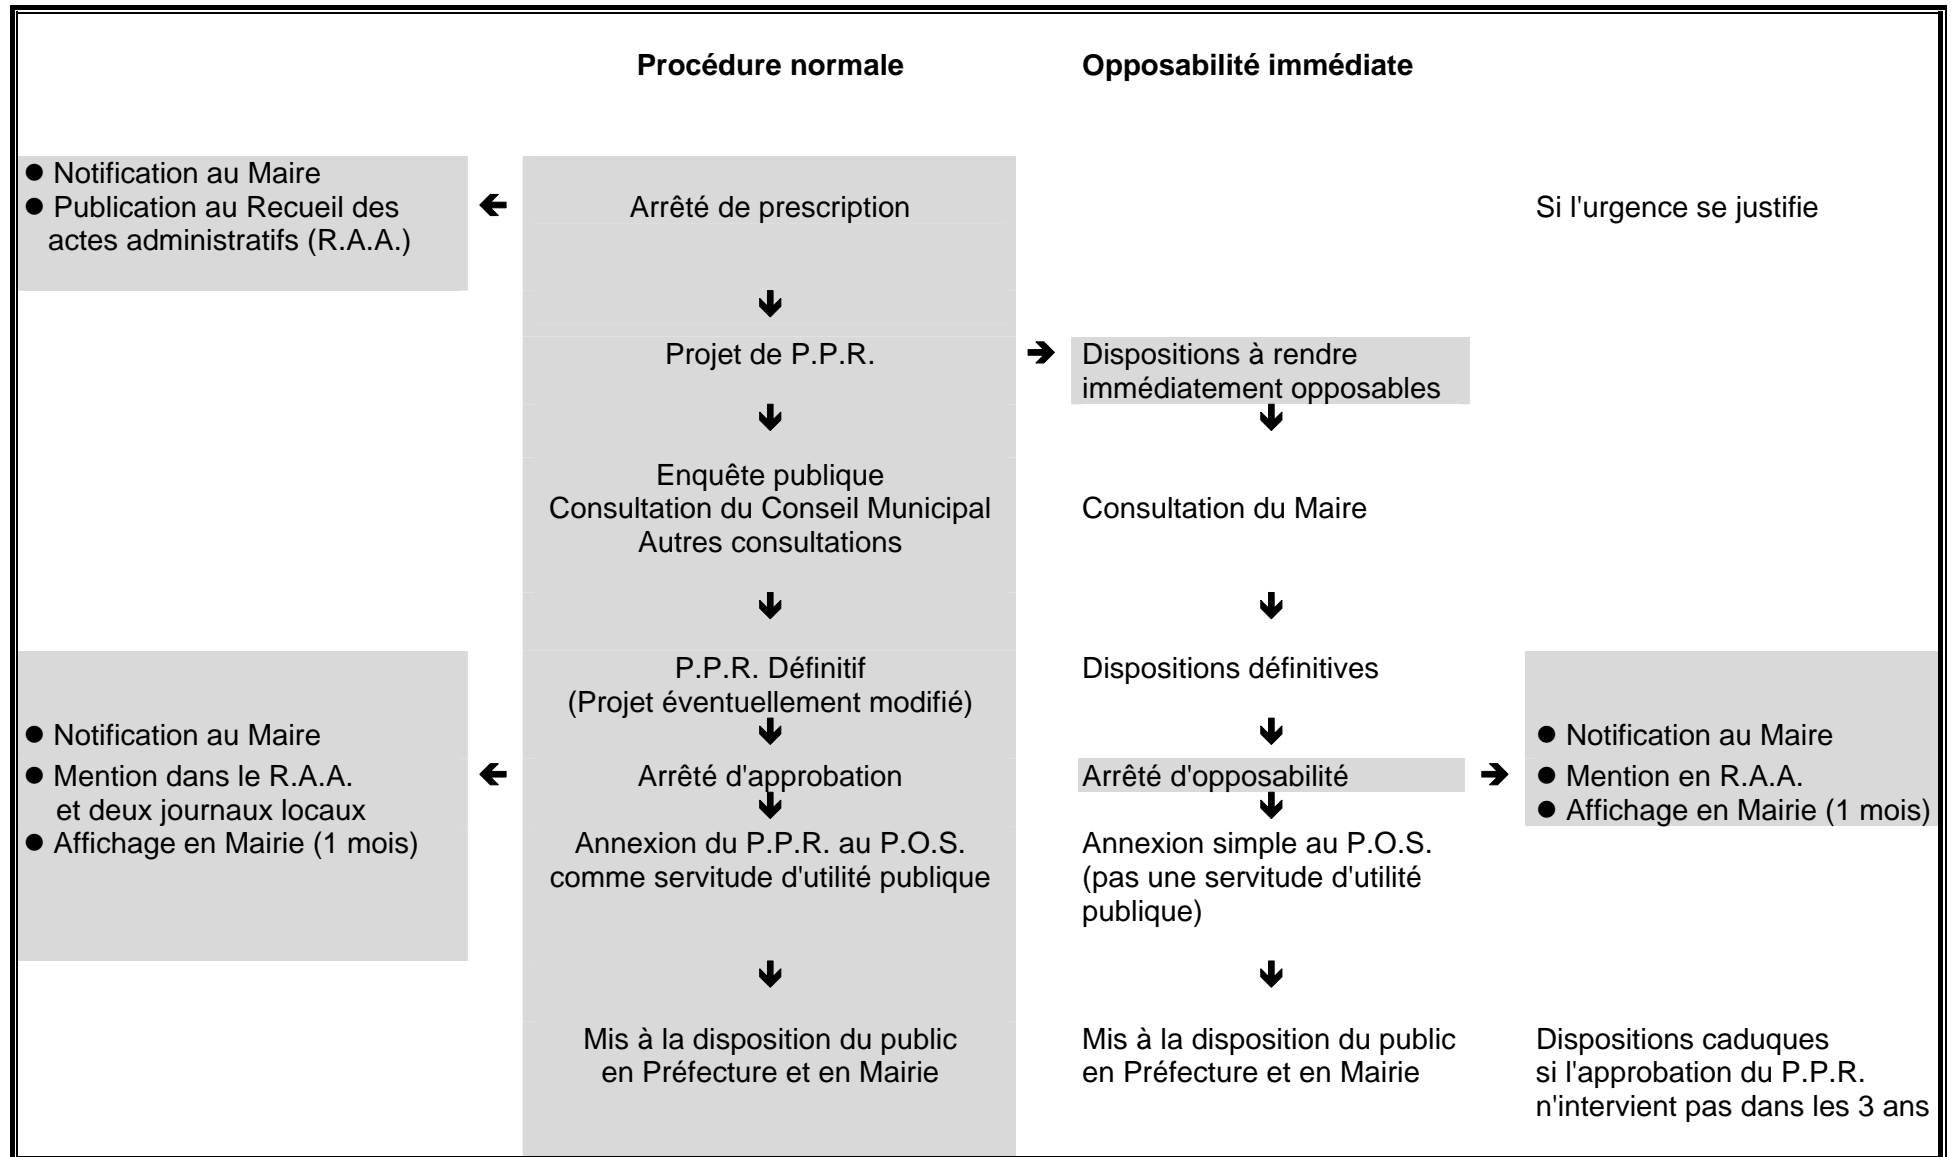 Procédure normale
Opposabilité immédiate
● Notification au Maire
● Publication au Recueil des
actes administratifs (R.A.A.)
Arrêté de prescription
Si l'urgence se justifie
Projet de P.P.R.
Dispositions à rendre
immédiatement opposables
Enquête publique
Consultation du Conseil Municipal
Autres consultations
Consultation du Maire
P.P.R. Définitif
(Projet éventuellement modifié)
Dispositions définitives
● Notification au Maire
● Mention dans le R.A.A.
et deux journaux locaux
● Affichage en Mairie (1 mois)
Arrêté d'approbation
Arrêté d'opposabilité
● Notification au Maire
● Mention en R.A.A.
● Affichage en Mairie (1 mois)
Annexion du P.P.R. au P.O.S.
comme servitude d'utilité publique
Annexion simple au P.O.S.
(pas une servitude d'utilité
publique)
Mis à la disposition du public
en Préfecture et en Mairie
Mis à la disposition du public
en Préfecture et en Mairie
Dispositions caduques
si l'approbation du P.P.R.
n'intervient pas dans les 3 ans